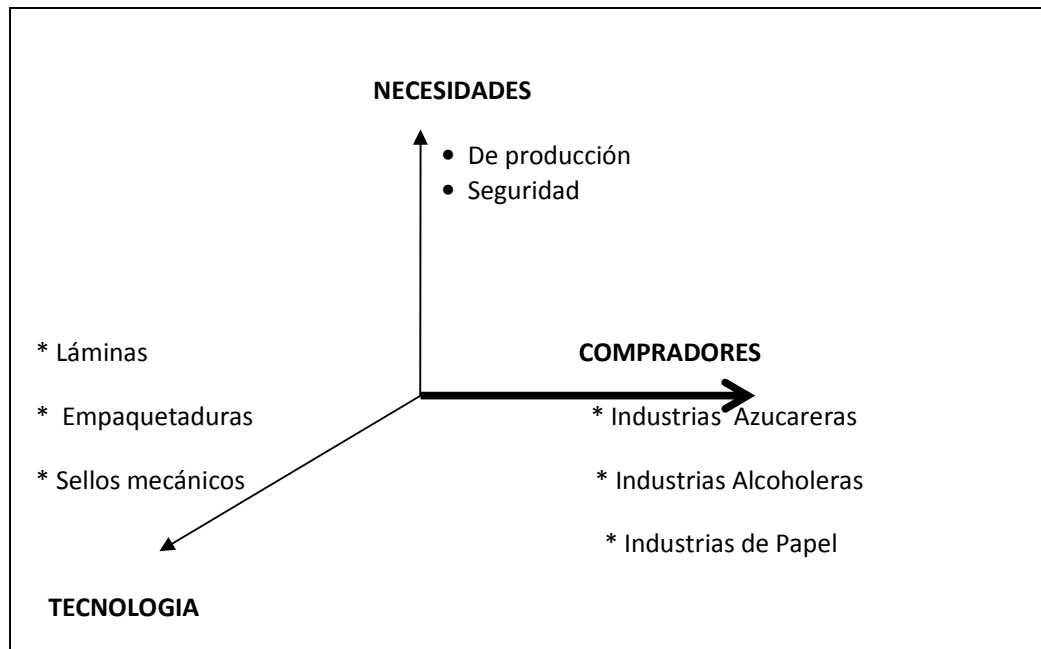 NECESIDADES
• De producción
• Seguridad
* Láminas
COMPRADORES
* Empaquetaduras
* Industrias Azucareras
* Sellos mecánicos
* Industrias Alcoholeras
* Industrias de Papel
TECNOLOGIA